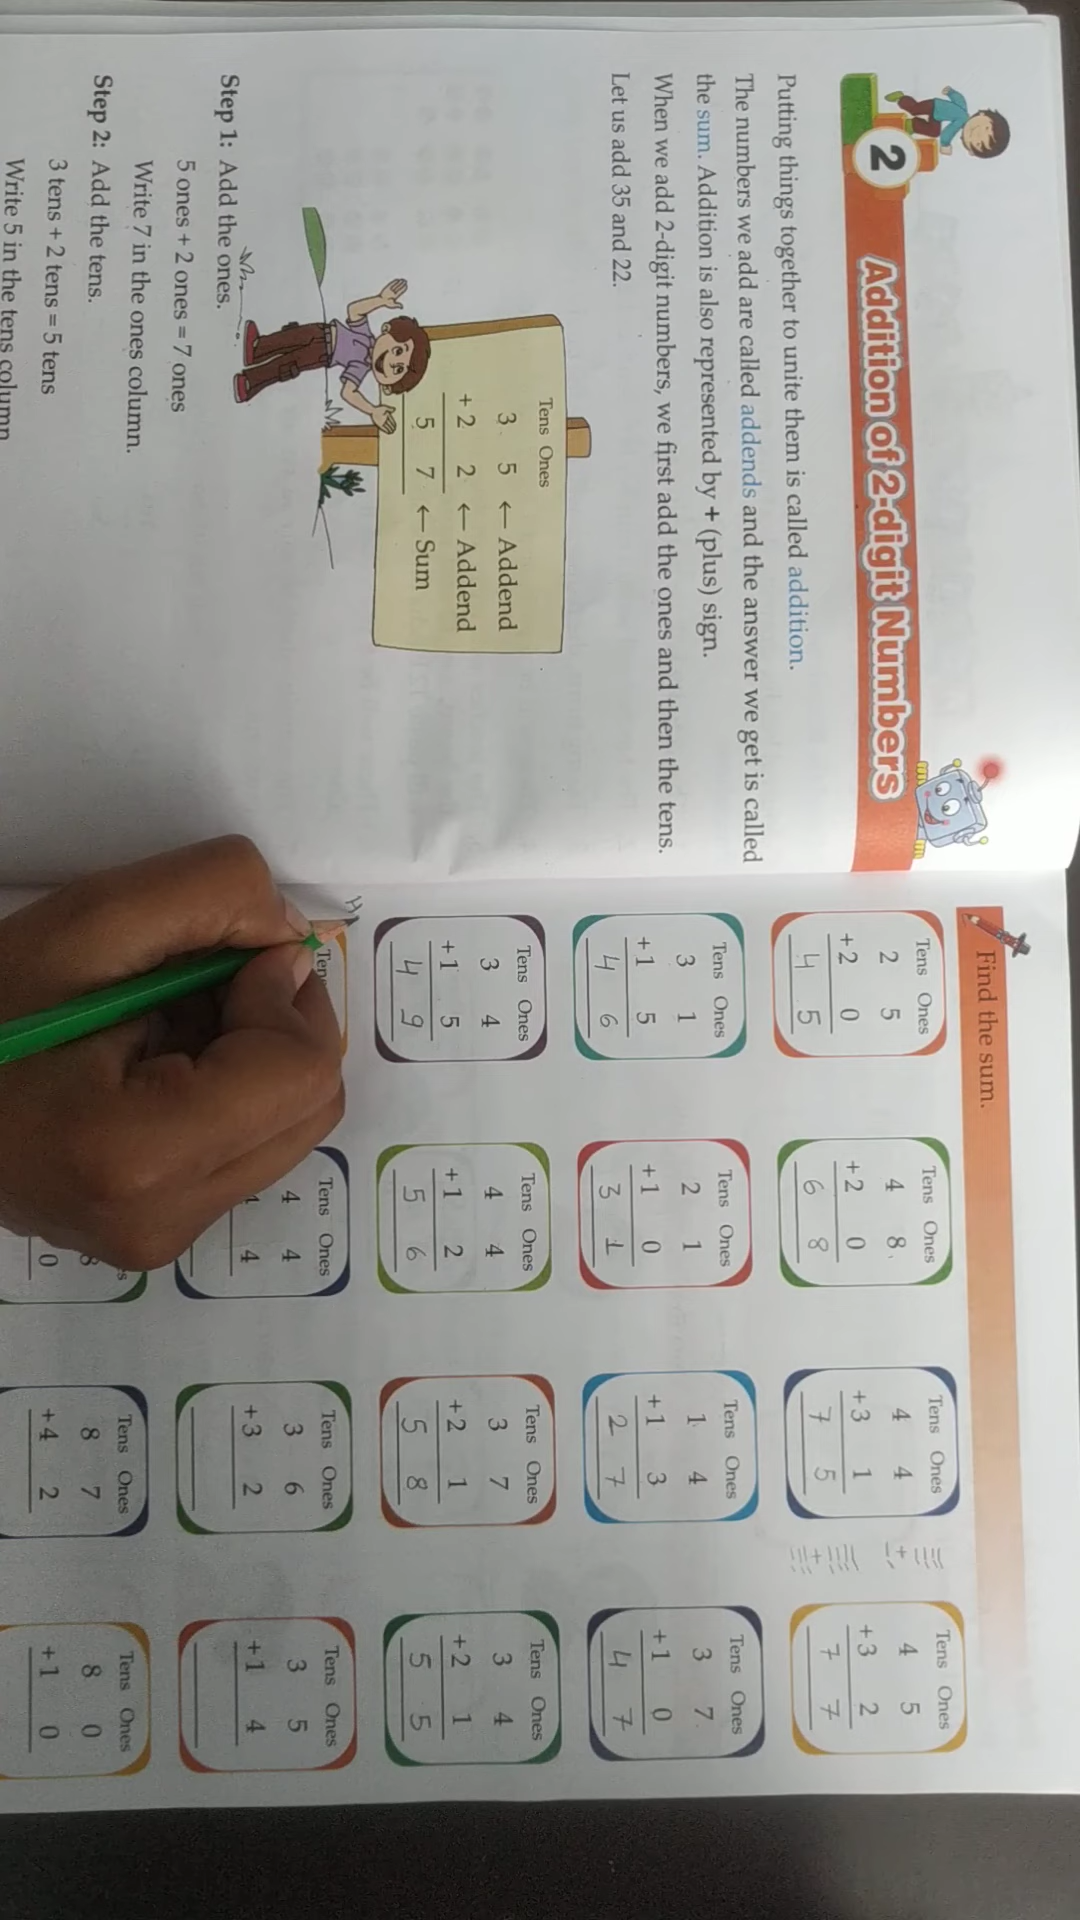 2
Addition of 2-digit Numbers
Putting things together to unite them is called addition.
The numbers we add are called addends and the answer we get is called
the sum. Addition is also represented by + (plus) sign.
When we add 2-digit numbers, we first add the ones and then the tens.
Let us add 35 and 22.
Tens Ones
3 5 ← Addend
+ 2 2 ← Addend
5 7 ← Sum
Step 1: Add the ones.
5 ones + 2 ones = 7 ones
Write 7 in the ones column.
Step 2: Add the tens.
3 tens + 2 tens = 5 tens
Write 5 in the tens column
Find the sum.
Tens Ones
2 5
+2 0
4 5
Tens Ones
4 8
+2 0
6 8
Tens Ones
4 4
+3 1
7 5
Tens Ones
4 5
+3 2
7 7
Tens Ones
3 1
+1 5
4 6
Tens Ones
2 1
+1 0
3 1
Tens Ones
1 4
+1 3
2 7
Tens Ones
3 7
+1 0
4 7
Tens Ones
3 4
+1 5
4 9
Tens Ones
4 4
+1 2
5 6
Tens Ones
3 7
+2 1
5 8
Tens Ones
3 4
+2 1
5 5
Tens Ones
4 4
4
Tens Ones
3 6
+3 2
Tens Ones
3 5
+1 4
8
0
Tens Ones
8 7
+4 2
Tens Ones
8 0
+1 0